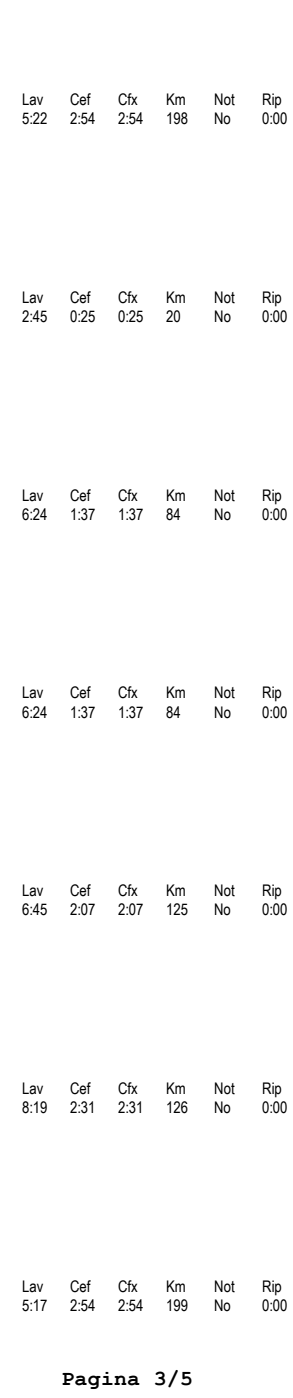 Lav Cef Cfx Km Not Rip
5:22 2:54 2:54 198 No 0:00
Lav Cef Cfx Km Not Rip
2:45 0:25 0:25 20 No 0:00
Lav Cef Cfx Km Not Rip
6:24 1:37 1:37 84 No 0:00
Lav Cef Cfx Km Not Rip
6:24 1:37 1:37 84 No 0:00
Lav Cef Cfx Km Not Rip
6:45 2:07 2:07 125 No 0:00
Lav Cef Cfx Km Not Rip
8:19 2:31 2:31 126 No 0:00
Lav Cef Cfx Km Not Rip
5:17 2:54 2:54 199 No 0:00
Pagina 3/5